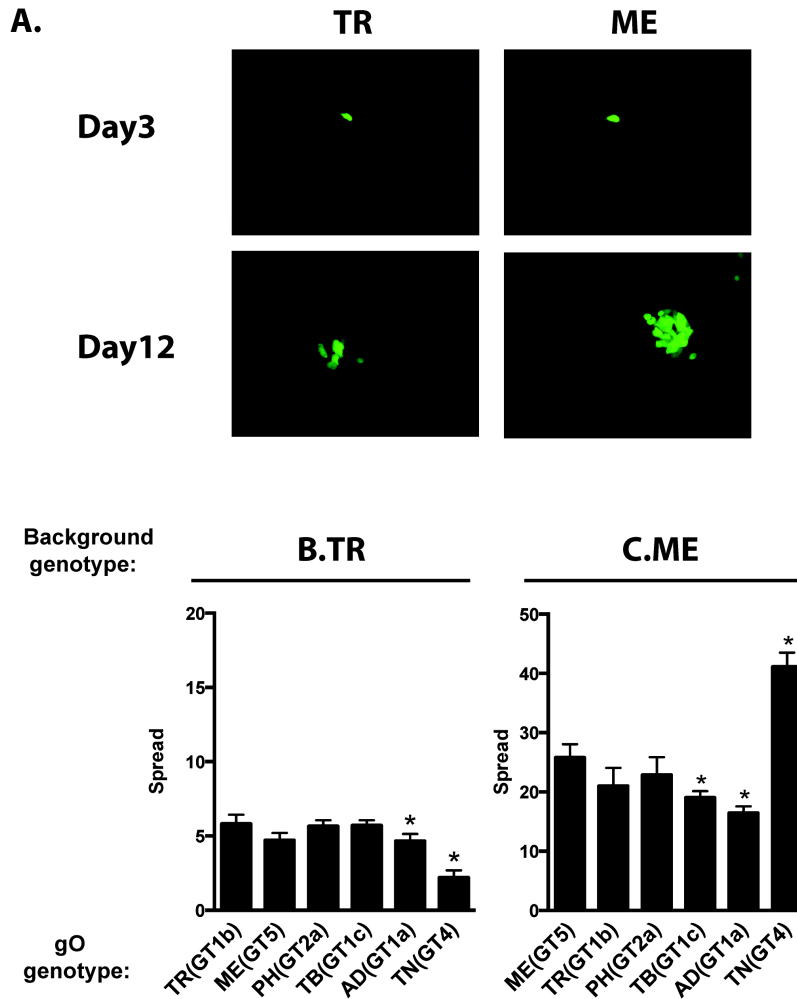 A.
TR ME
Day3
Day12
Background
genotype:
B.TR
C.ME
20
15
10
5
0
Spread
*
*
50
40
30
20
10
0
Spread
*
*
*
gO
genotype:
TR(GT1b)
ME(GT5)
PH(GT2a)
TB(GT1c)
AD(GT1a)
TN(GT4)
ME(GT5)
TR(GT1b)
PH(GT2a)
TB(GT1c)
AD(GT1a)
TN(GT4)